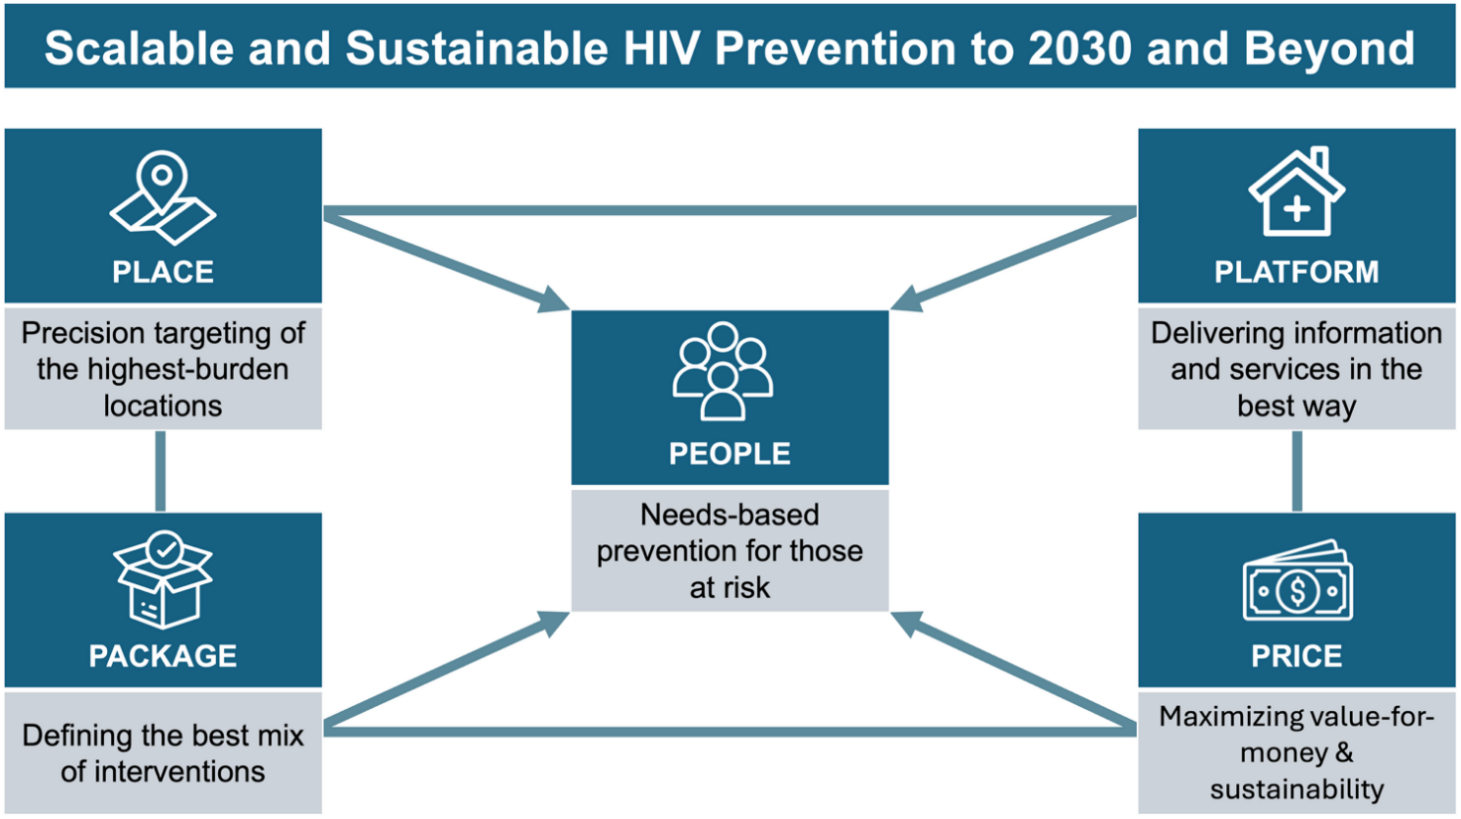 Scalable and Sustainable HIV Prevention to 2030 and Beyond
PLACE
Precision targeting of
the highest-burden
locations
PLATFORM
Delivering information
and services in the
best way
PEOPLE
Needs-based
prevention for those
at risk
PACKAGE
Defining the best mix
of interventions
$
PRICE
Maximizing value-for-
money &
sustainability